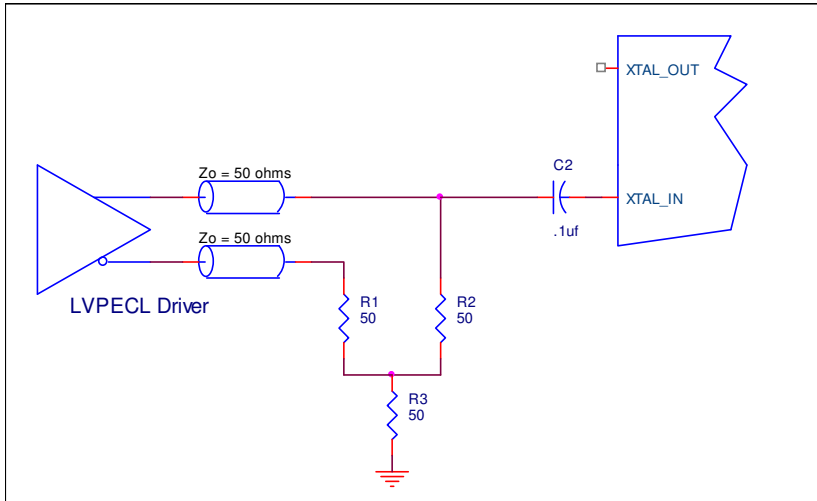 XTAL_OUT
Zo = 50 ohms
C2
XTAL_IN
.1uf
Zo = 50 ohms
LVPECL Driver
R1
50
R2
50
R3
50